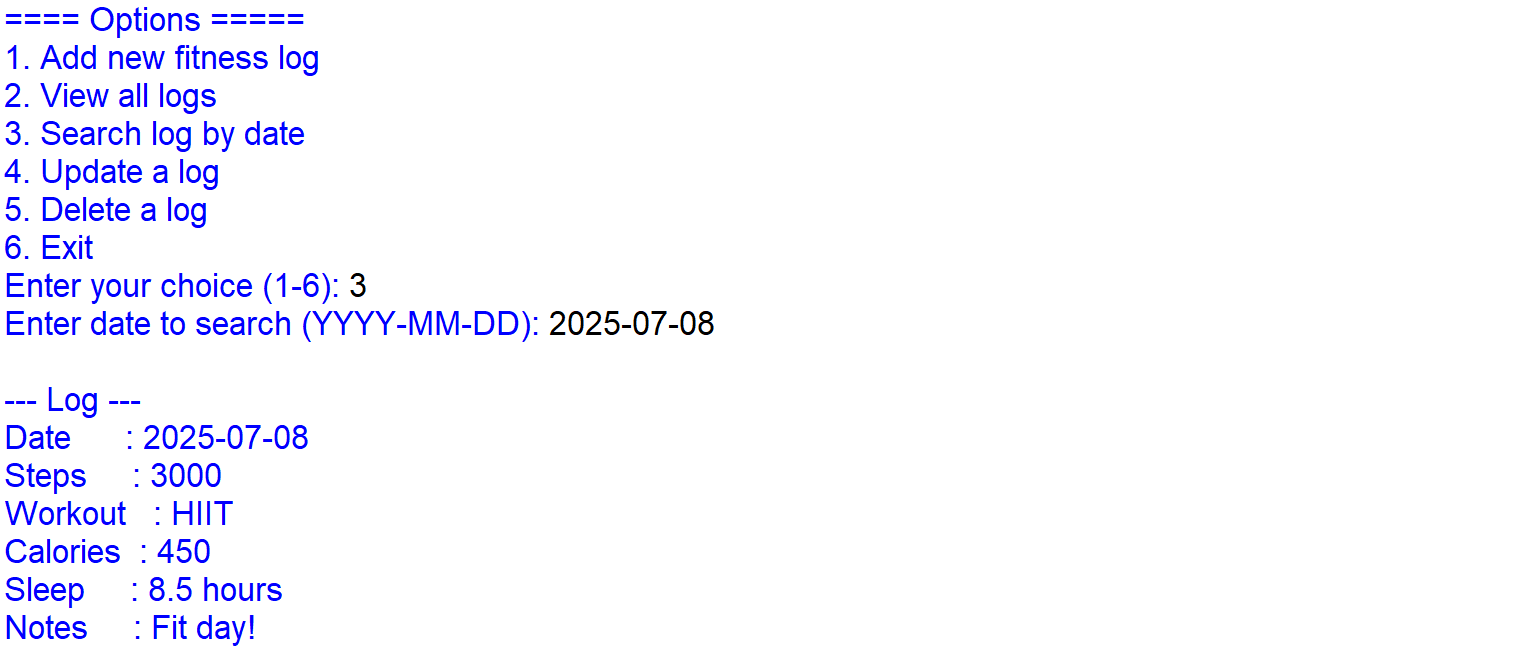 ==== Options =====
1. Add new fitness log
2. View all logs
3. Search log by date
4. Update a log
5. Delete a log
6. Exit
Enter your choice (1-6): 3
Enter date to search (YYYY-MM-DD): 2025-07-08

--- Log ---
Date      : 2025-07-08
Steps     : 3000
Workout   : HIIT
Calories  : 450
Sleep     : 8.5 hours
Notes     : Fit day!